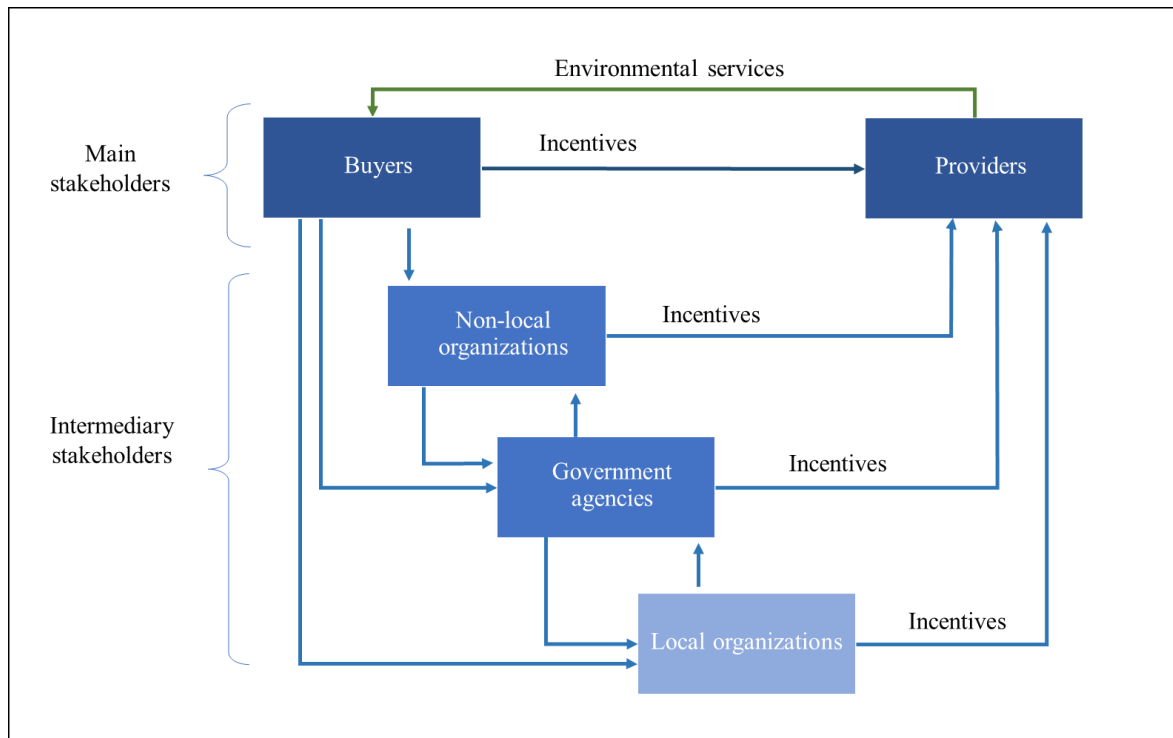 Environmental services
Main
stakeholders
Buyers
Incentives
Providers
Non-local
organizations
Incentives
Intermediary
stakeholders
Government
agencies
Incentives
Local organizations
Incentives